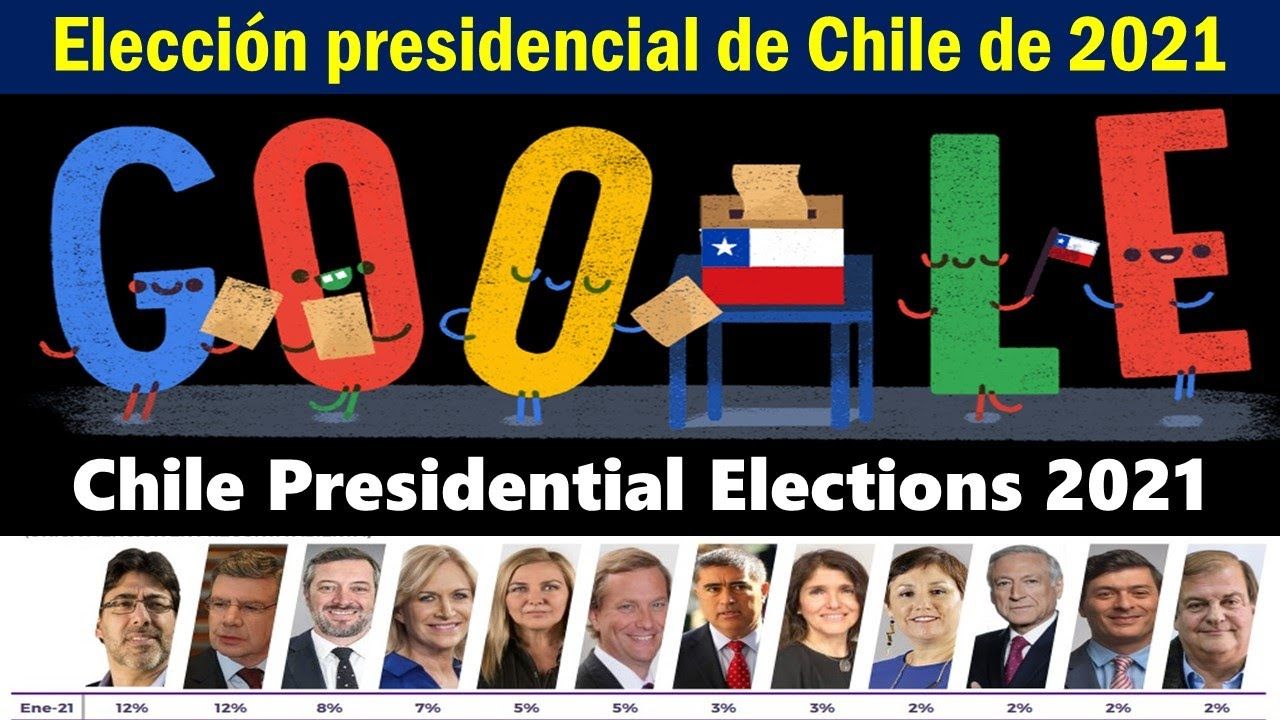 Elección presidencial de Chile de 2021
GOOLE
Chile Presidential Elections 2021
Ene-21 12% 12% 8% 7% 5% 5% 3% 3% 2% 2% 2% 2%